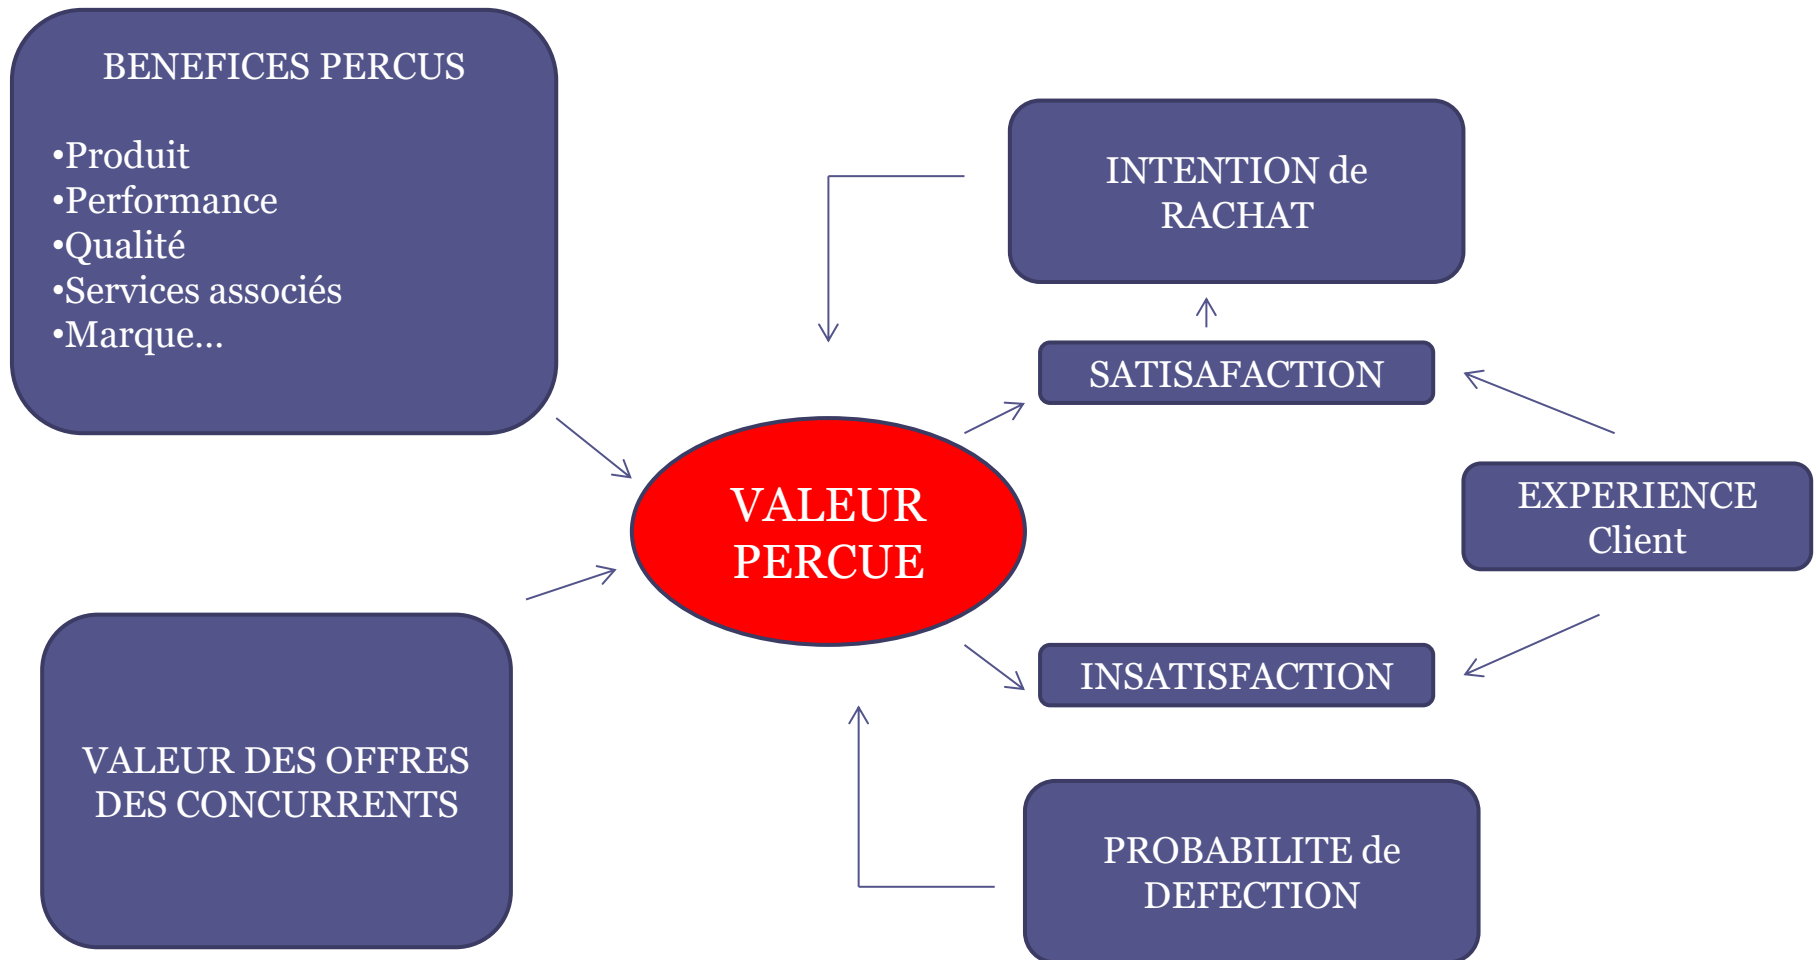 BENEFICES PERCUS
•Produit
•Performance
•Qualité
•Services associés
•Marque...
VALEUR DES OFFRES
DES CONCURRENTS
VALEUR
PERCUE
INTENTION de
RACHAT
SATISAFACTION
EXPERIENCE
Client
INSATISFACTION
PROBABILITE de
DEFECTION